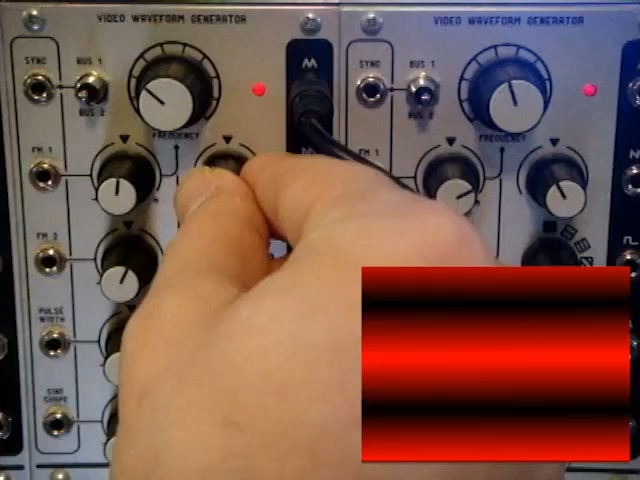 VIDEO WAVEFORM GENERATOR
SYNC
BUS 1
BUS 2
FREQUENCY
FM 1
FM 2
PULSE
WIDTH
SINE
SHAPE
VIDEO WAVEFORM GENERATOR
SYNC
BUS 1
BUS 2
FREQUENCY
FM 1